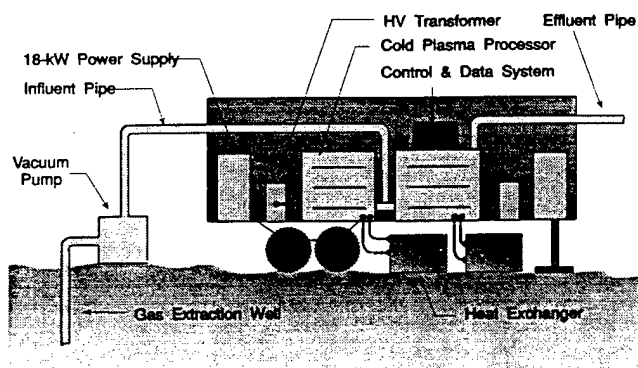 HV Transformer
Effluent Pipe
18-kW Power Supply
Cold Plasma Processor
Influent Pipe
Control & Data System
Vacuum
Pump
Gas Extraction Well
Heat Exchanger